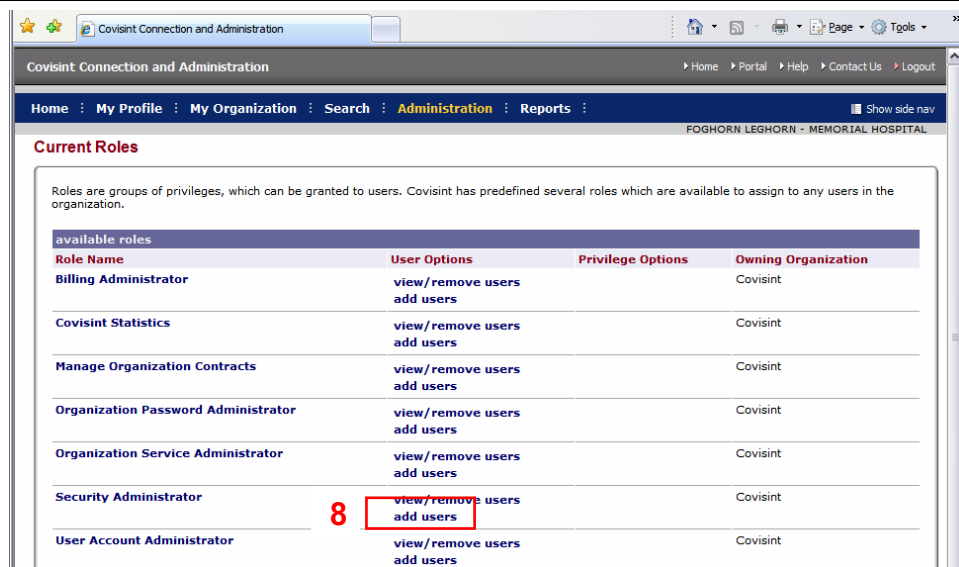 Covisint Connection and Administration
Page Tools »
Covisint Connection and Administration Home Portal Help Contact Us Logout
Home My Profile My Organization Search Administration Reports Show side nav
FOGHORN LEGHORN - MEMORIAL HOSPITAL
Current Roles
Roles are groups of privileges, which can be granted to users. Covisint has predefined several roles which are available to assign to any users in the
organization.
available roles
Role Name User Options Privilege Options Owning Organization
Billing Administrator view/remove users Covisint
add users
Covisint Statistics view/remove users Covisint
add users
Manage Organization Contracts view/remove users Covisint
add users
Organization Password Administrator view/remove users Covisint
add users
Organization Service Administrator view/remove users Covisint
add users
Security Administrator view/remove users Covisint
8 add users
User Account Administrator view/remove users Covisint
add users